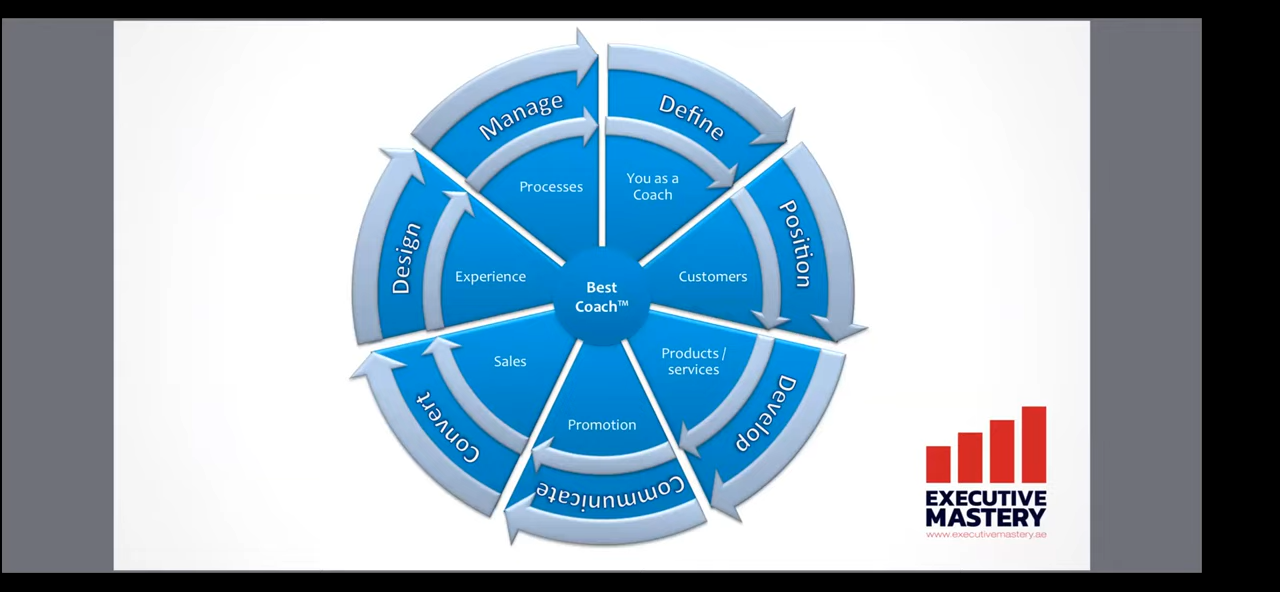 Manage
Define
Processes
You as a
Coach
Position
Design
Experience
Customers
Best
Coach™
Sales
Products /
services
Convert
Develop
Promotion
Communicate
EXECUTIVE
MASTERY
www.executivemastery.ae